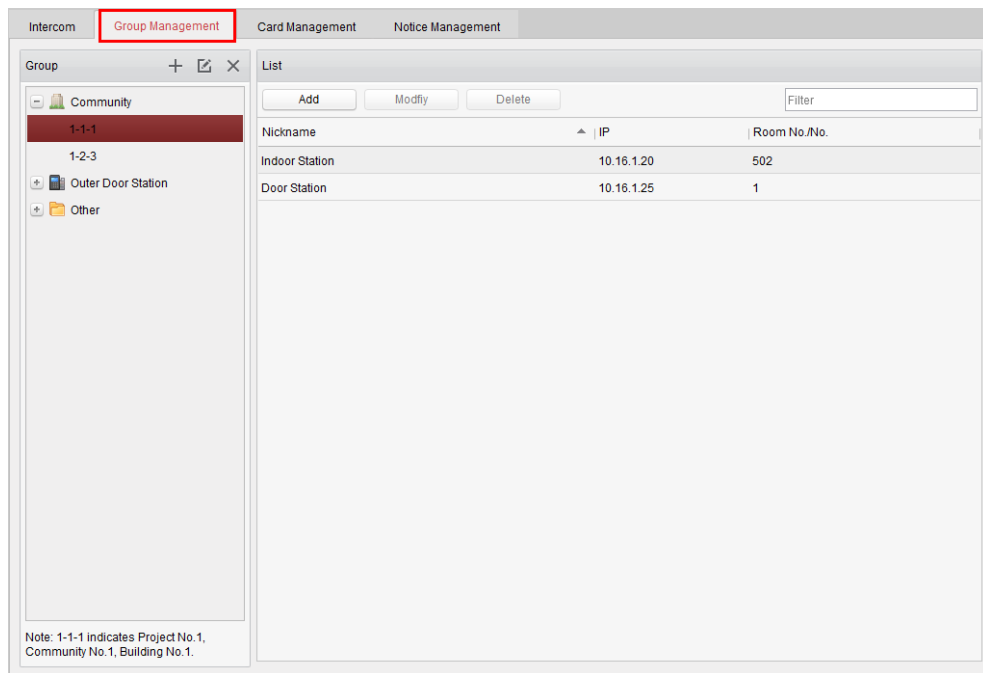 Intercom Group Management Card Management Notice Management
Group
Community
1-1-1
1-2-3
Outer Door Station
Other
Note: 1-1-1 indicates Project No.1,
Community No.1, Building No.1.
List
Add Modfiy Delete Filter
Nickname IP Room No./No.
Indoor Station 10.16.1.20 502
Door Station 10.16.1.25 1